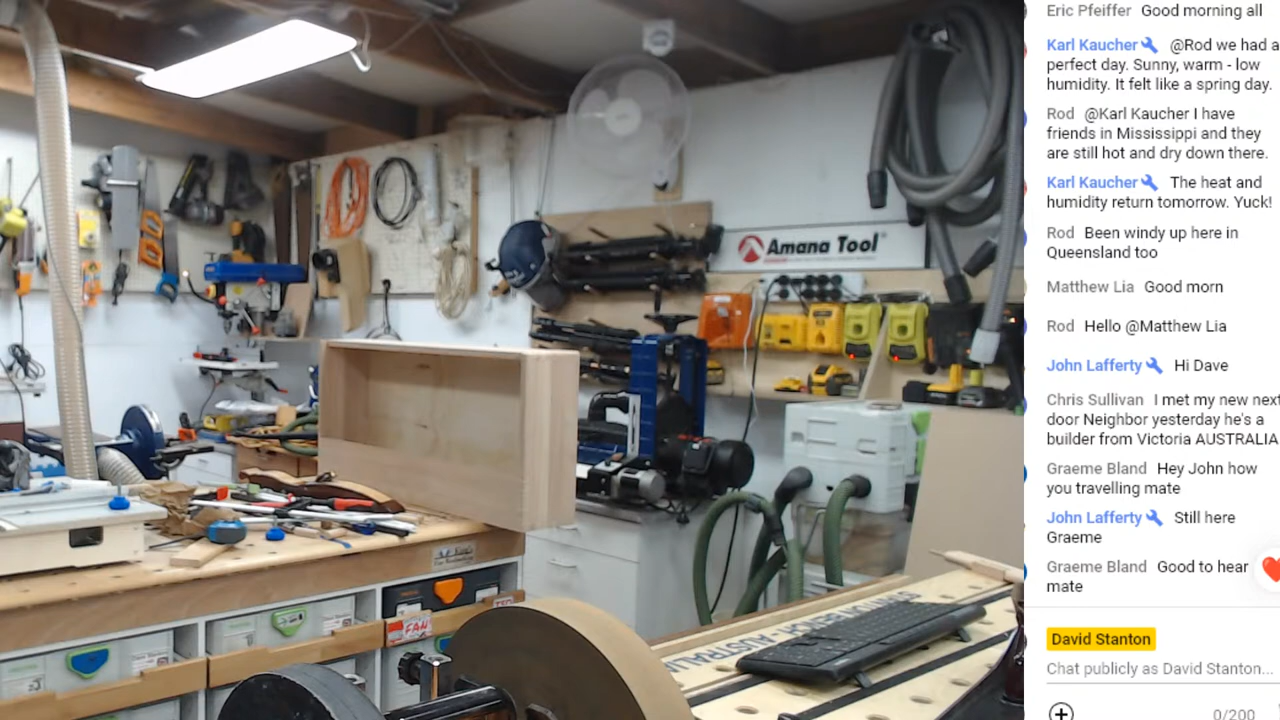 Eric Pfeiffer Good morning all
Karl Kaucher @Rod we had a
perfect day. Sunny, warm - low
humidity. It felt like a spring day.
Rod @Karl Kaucher I have
friends in Mississippi and they
are still hot and dry down there.
Karl Kaucher The heat and
humidity return tomorrow. Yuck!
Rod Been windy up here in
Queensland too
Matthew Lia Good morn
Rod Hello @Matthew Lia
John Lafferty Hi Dave
Chris Sullivan I met my new next
door Neighbor yesterday he's a
builder from Victoria AUSTRALIA
Graeme Bland Hey John how
you travelling mate
John Lafferty Still here
Graeme
Graeme Bland Good to hear
mate
David Stanton
Chat publicly as David Stanton...
0/200
Amana Tool
FAN
BENCH - AUSTRALIA